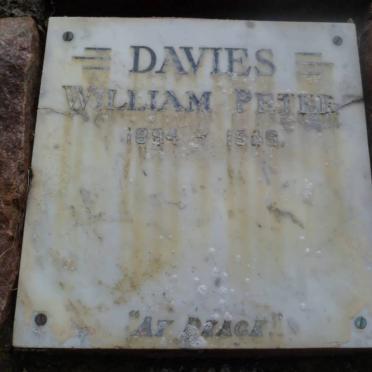 DAVIES
WILLIAM PETER
"AT PEACE"